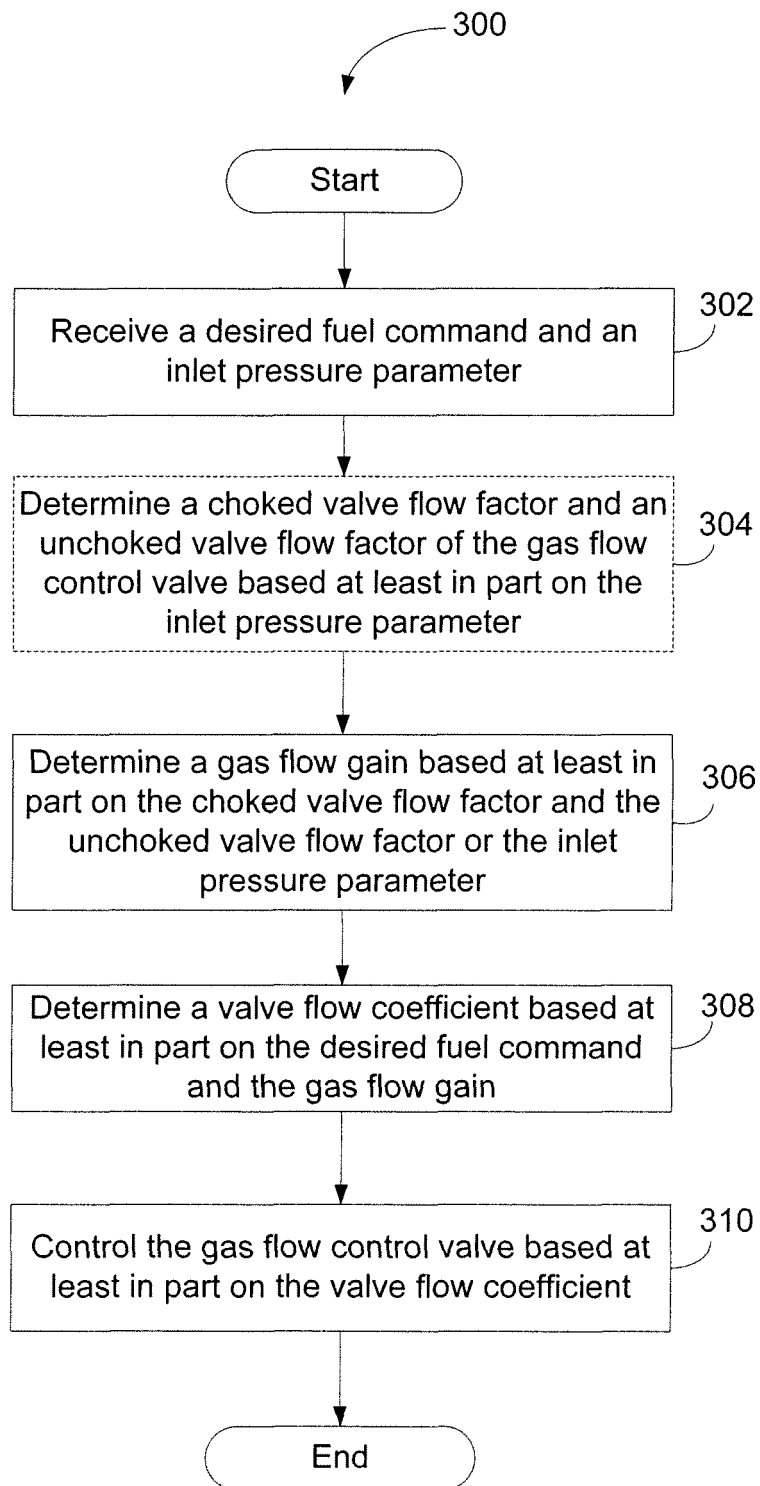 300
Start
302
Receive a desired fuel command and an
inlet pressure parameter
Determine a choked valve flow factor and an
unchoked valve flow factor of the gas flow
control valve based at least in part on the
inlet pressure parameter
304
Determine a gas flow gain based at least in
part on the choked valve flow factor and the
unchoked valve flow factor or the inlet
pressure parameter
306
Determine a valve flow coefficient based at
least in part on the desired fuel command
and the gas flow gain
308
Control the gas flow control valve based at
least in part on the valve flow coefficient
310
End